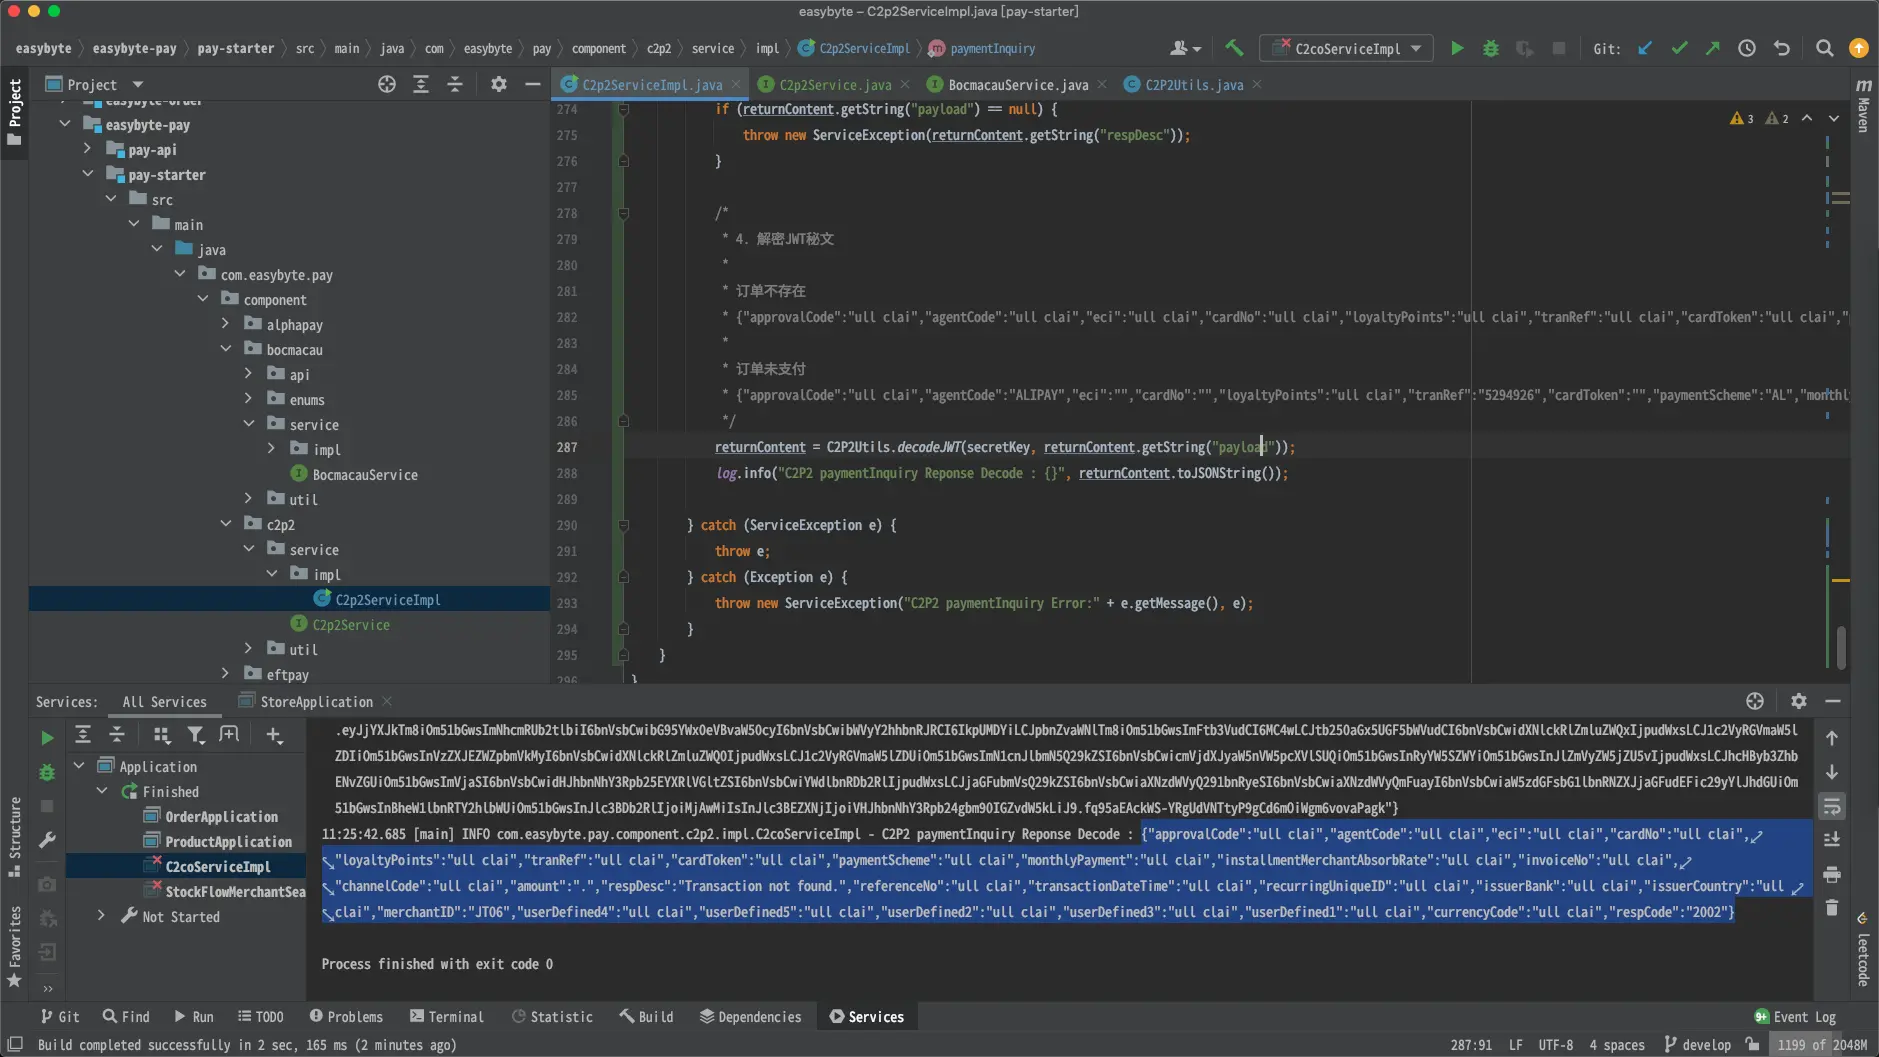 easybyte – C2p2ServiceImpl.java [pay-starter]
easybyte easybyte-pay pay-starter src main java com easybyte pay component c2p2 service impl C2p2ServiceImpl m paymentInquiry C2coServiceImpl Git:
Project
C2p2ServiceImpl.java C2p2Service.java BocmacauService.java C2P2Utils.java
easybyte-order
easybyte-pay
pay-api
pay-starter
src
main
java
com.easybyte.pay
component
alphapay
bocmacau
api
enums
service
impl
BocmacauService
util
c2p2
service
impl
C2p2ServiceImpl
C2p2Service
util
eftpay
3 2
274 if (returnContent.getString("payload") == null) {
275 throw new ServiceException(returnContent.getString("respDesc"));
276 }
277
278 /*
279 * 4. 解密JWT秘文
280 *
281 * 订单不存在
282 * {"approvalCode":"ull clai","agentCode":"ull clai","eci":"ull clai","cardNo":"ull clai","loyaltyPoints":"ull clai","tranRef":"ull clai","cardToken":"ull clai",
283 *
284 * 订单未支付
285 * {"approvalCode":"ull clai","agentCode":"ALIPAY","eci":"","cardNo":"","loyaltyPoints":"ull clai","tranRef":"5294926","cardToken":"","paymentScheme":"AL","monthly
286 */
287 returnContent = C2P2Utils.decodeJWT(secretKey, returnContent.getString("payload"));
288 log.info("C2P2 paymentInquiry Reponse Decode : {}", returnContent.toJSONString());
289
290 } catch (ServiceException e) {
291 throw e;
292 } catch (Exception e) {
293 throw new ServiceException("C2P2 paymentInquiry Error:" + e.getMessage(), e);
294 }
295 }
296 }
Project
Structure
Favorites
m Maven
leetcode
Services: All Services StoreApplication
Application
Finished
OrderApplication
ProductApplication
C2coServiceImpl
StockFlowMerchantSea
Not Started
11:25:42.685 [main] INFO com.easybyte.pay.component.c2p2.impl.C2coServiceImpl - C2P2 paymentInquiry Reponse Decode : {"approvalCode":"ull clai","agentCode":"ull clai","eci":"ull clai","cardNo":"ull clai",
"loyaltyPoints":"ull clai","tranRef":"ull clai","cardToken":"ull clai","paymentScheme":"ull clai","monthlyPayment":"ull clai","installmentMerchantAbsorbRate":"ull clai","invoiceNo":"ull clai",
"channelCode":"ull clai","amount":".","respDesc":"Transaction not found.","referenceNo":"ull clai","transactionDateTime":"ull clai","recurringUniqueID":"ull clai","issuerBank":"ull clai","issuerCountry":"ull
clai","merchantID":"JT06","userDefined4":"ull clai","userDefined5":"ull clai","userDefined2":"ull clai","userDefined3":"ull clai","userDefined1":"ull clai","currencyCode":"ull clai","respCode":"2002"}
Process finished with exit code 0
Git Find Run TODO Problems Terminal Statistic Build Dependencies Services 9+ Event Log
Build completed successfully in 2 sec, 165 ms (2 minutes ago) 287:91 LF UTF-8 4 spaces develop 1199 of 2048M